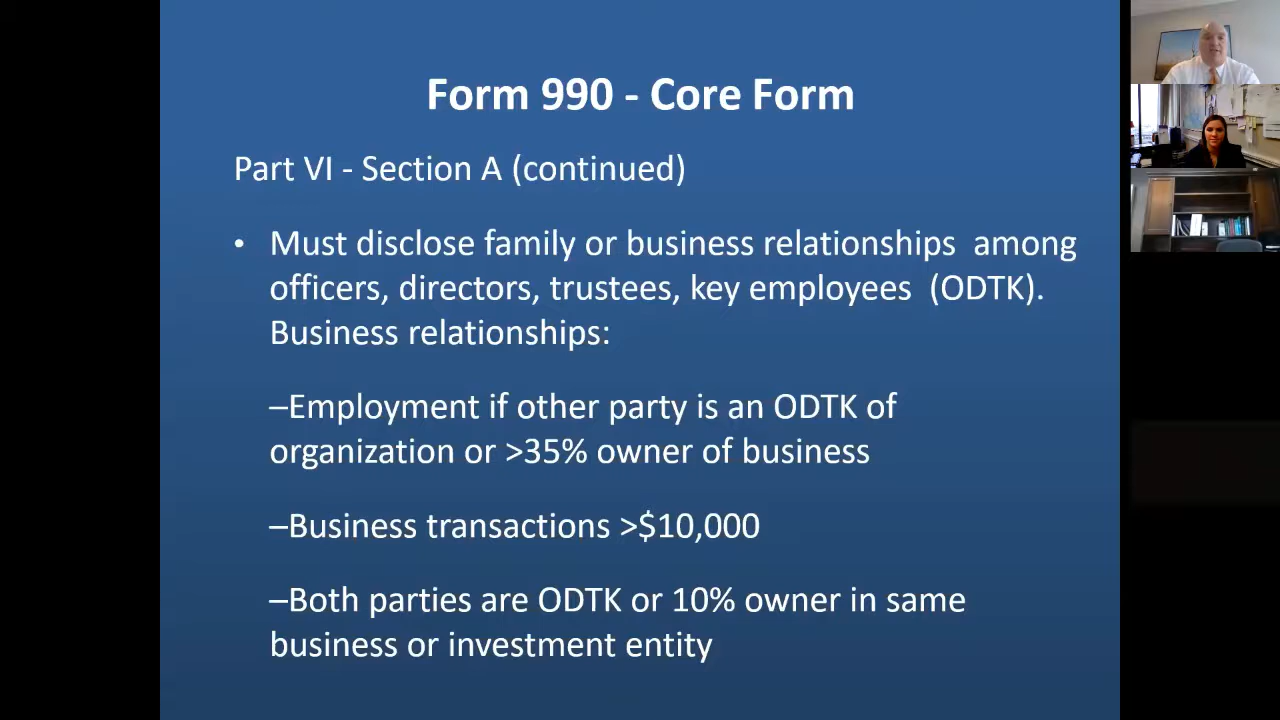 Form 990 - Core Form
Part VI - Section A (continued)
• Must disclose family or business relationships  among
officers, directors, trustees, key employees  (ODTK).
Business relationships:
–Employment if other party is an ODTK of
organization or >35% owner of business
–Business transactions >$10,000
–Both parties are ODTK or 10% owner in same
business or investment entity